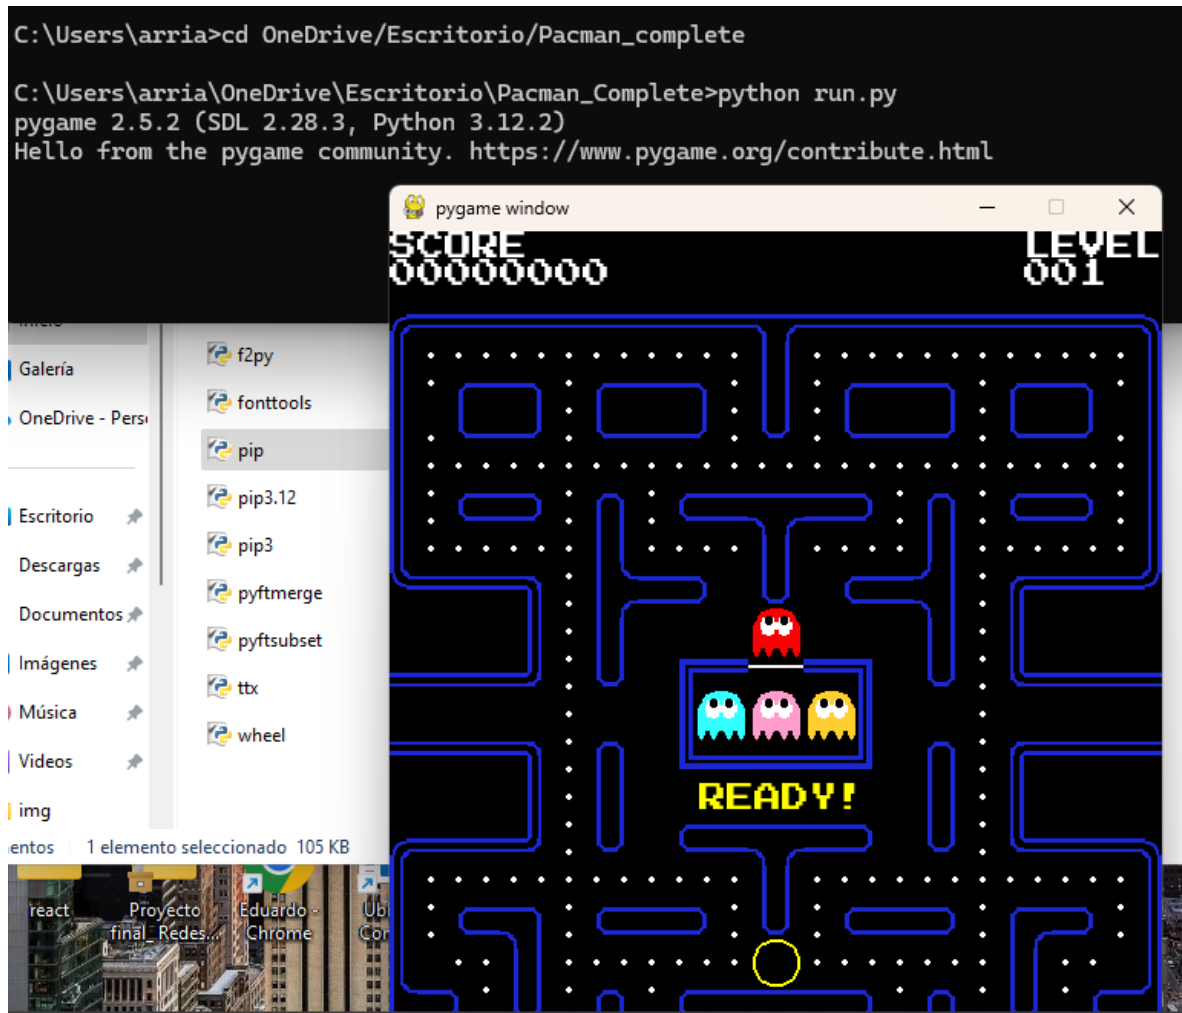 C:\Users\arria>cd OneDrive/Escritorio/Pacman_complete
C:\Users\arria\OneDrive\Escritorio\Pacman_Complete>python run.py
pygame 2.5.2 (SDL 2.28.3, Python 3.12.2)
Hello from the pygame community. https://www.pygame.org/contribute.html
pygame window
SCORE
00000000
LEVEL
001
READY!
Galería
OneDrive - Pers
Escritorio
Descargas
Documentos
Imágenes
Música
Videos
img
f2py
fonttools
pip
pip3.12
pip3
pyftmerge
pyftsubset
ttx
wheel
entos
1 elemento seleccionado 105 KB
react
Proyecto
final_Redes...
Eduardo -
Chrome
Ub
Cor